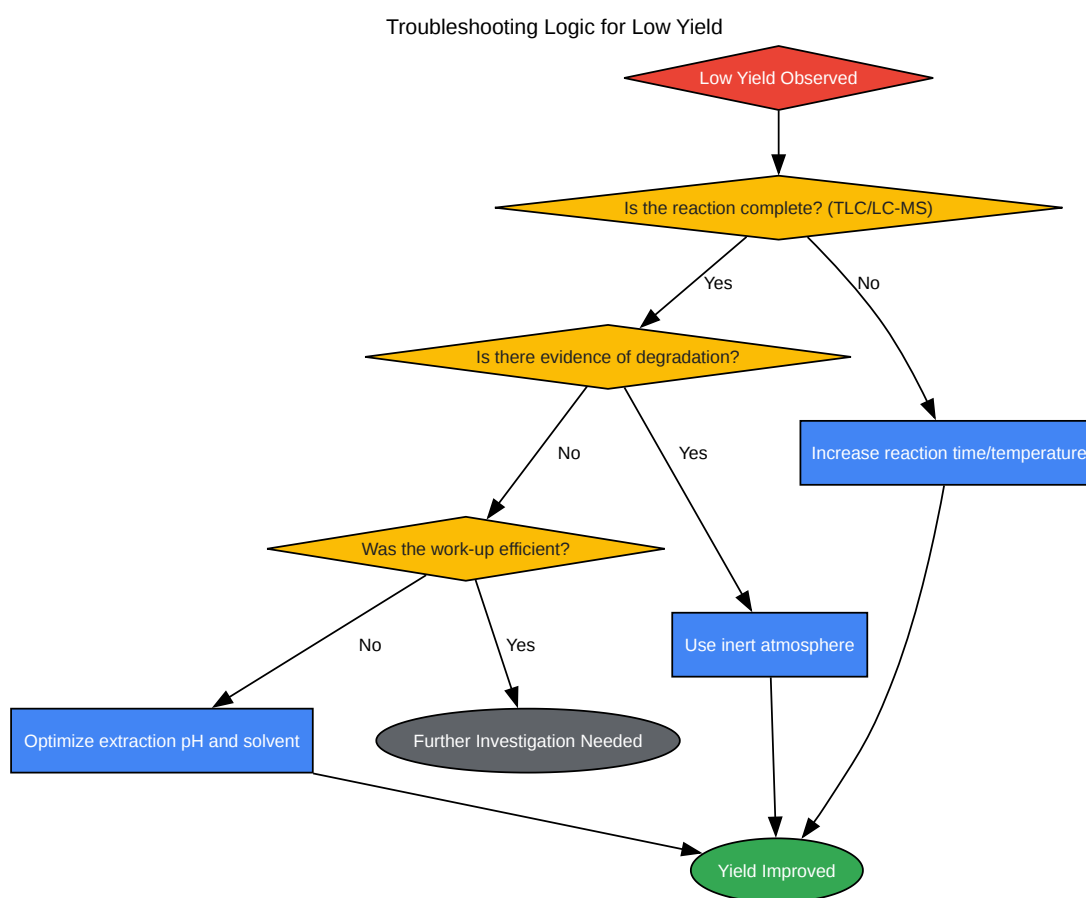 Troubleshooting Logic for Low Yield
Low Yield Observed
Is the reaction complete? (TLC/LC-MS)
Yes
No
Is there evidence of degradation?
No
Yes
Increase reaction time/temperature
Was the work-up efficient?
No
Yes
Use inert atmosphere
Optimize extraction pH and solvent
Further Investigation Needed
Yield Improved